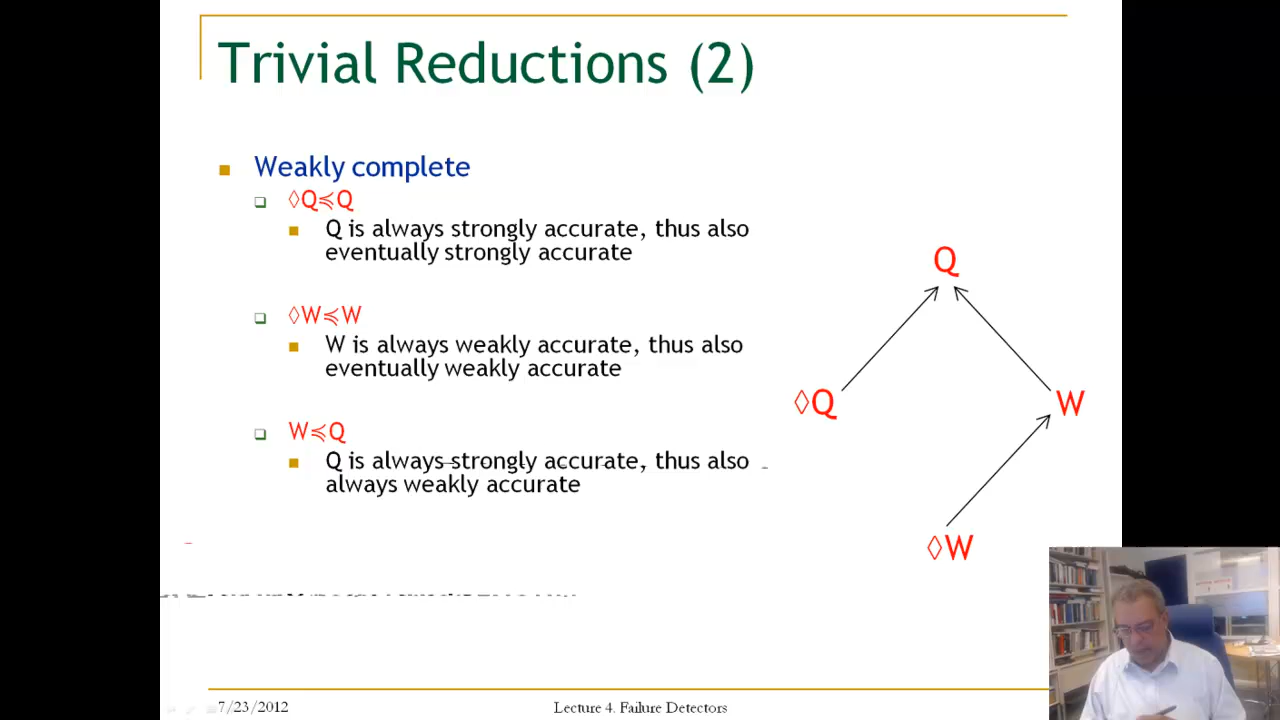 Trivial Reductions (2)
Weakly complete
◊Q≼Q
Q is always strongly accurate, thus also
eventually strongly accurate
◊W≼W
W is always weakly accurate, thus also
eventually weakly accurate
W≼Q
Q is always strongly accurate, thus also
always weakly accurate
Q
◊Q
W
◊W
7/23/2012
Lecture 4. Failure Detectors